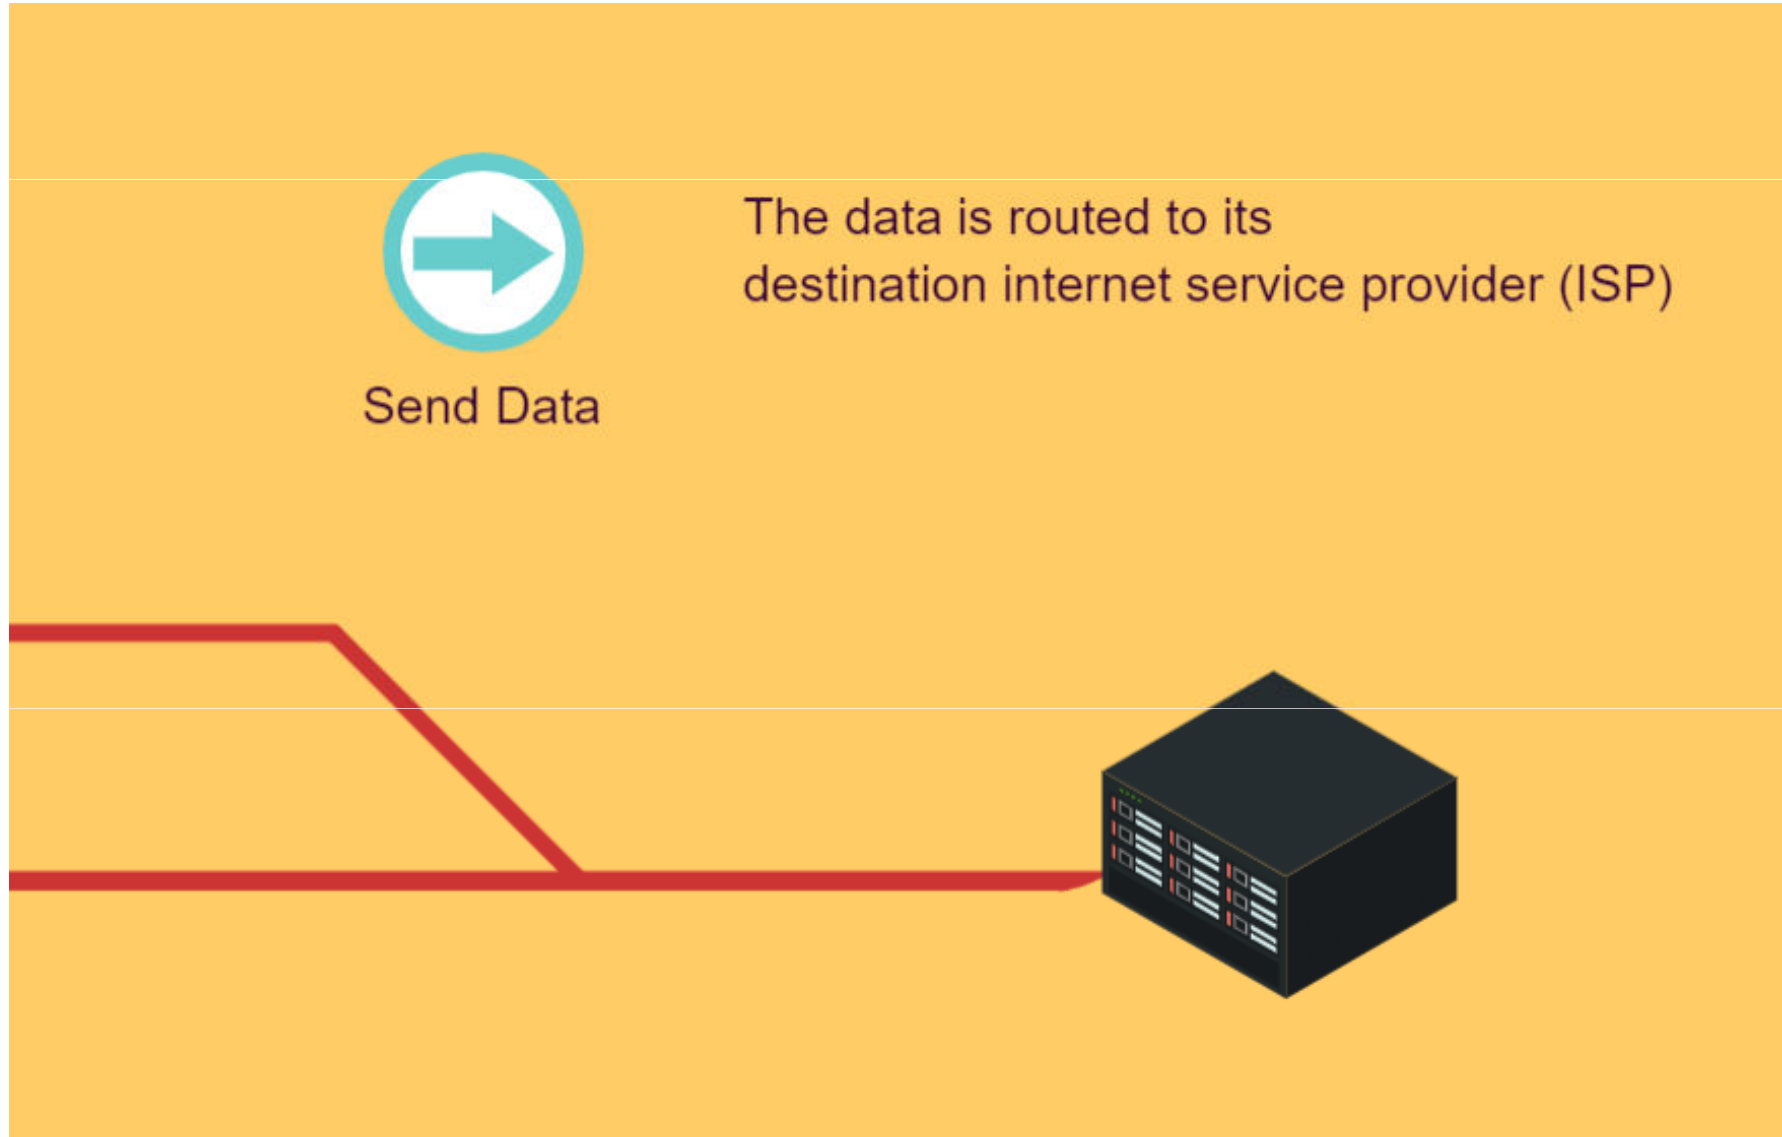 The data is routed to its
destination internet service provider (ISP)
Send Data